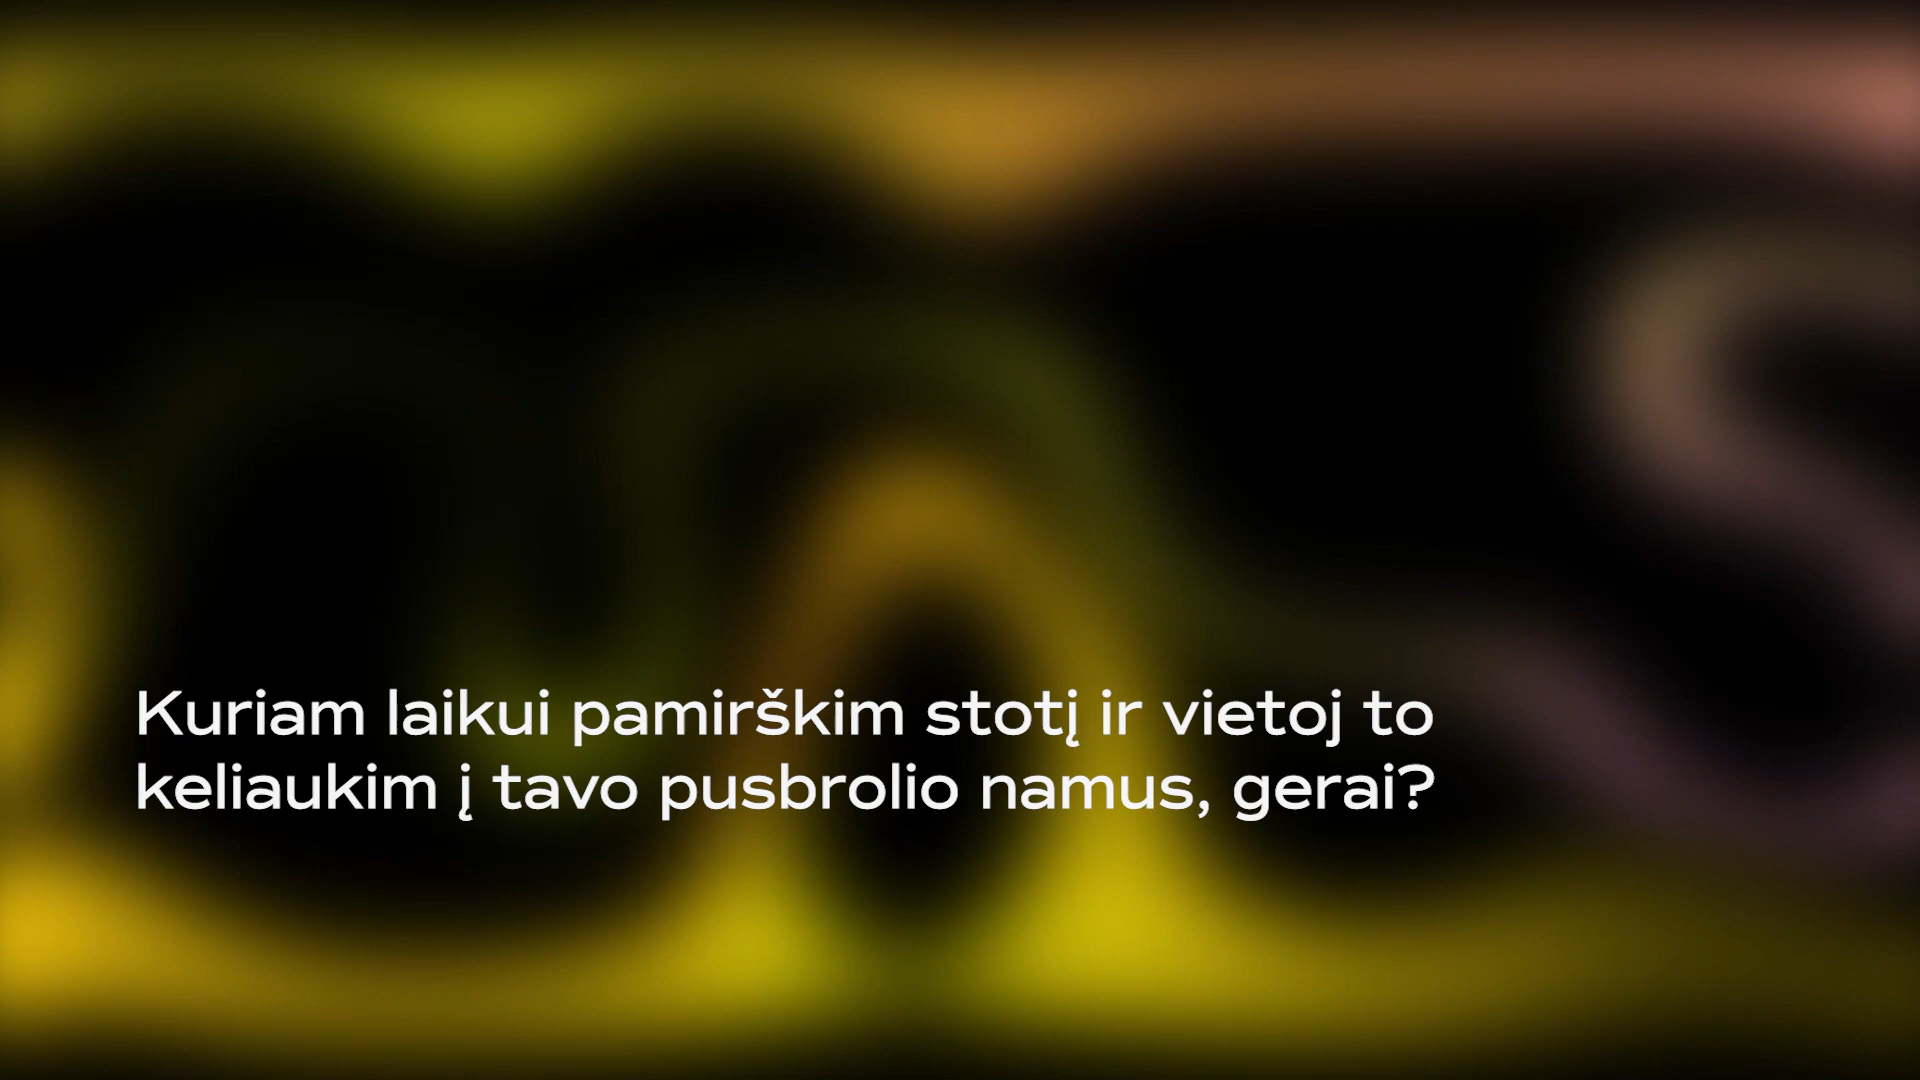 Kuriam laikui pamirškim stotį ir vietoj to
keliaukim į tavo pusbrolio namus, gerai?